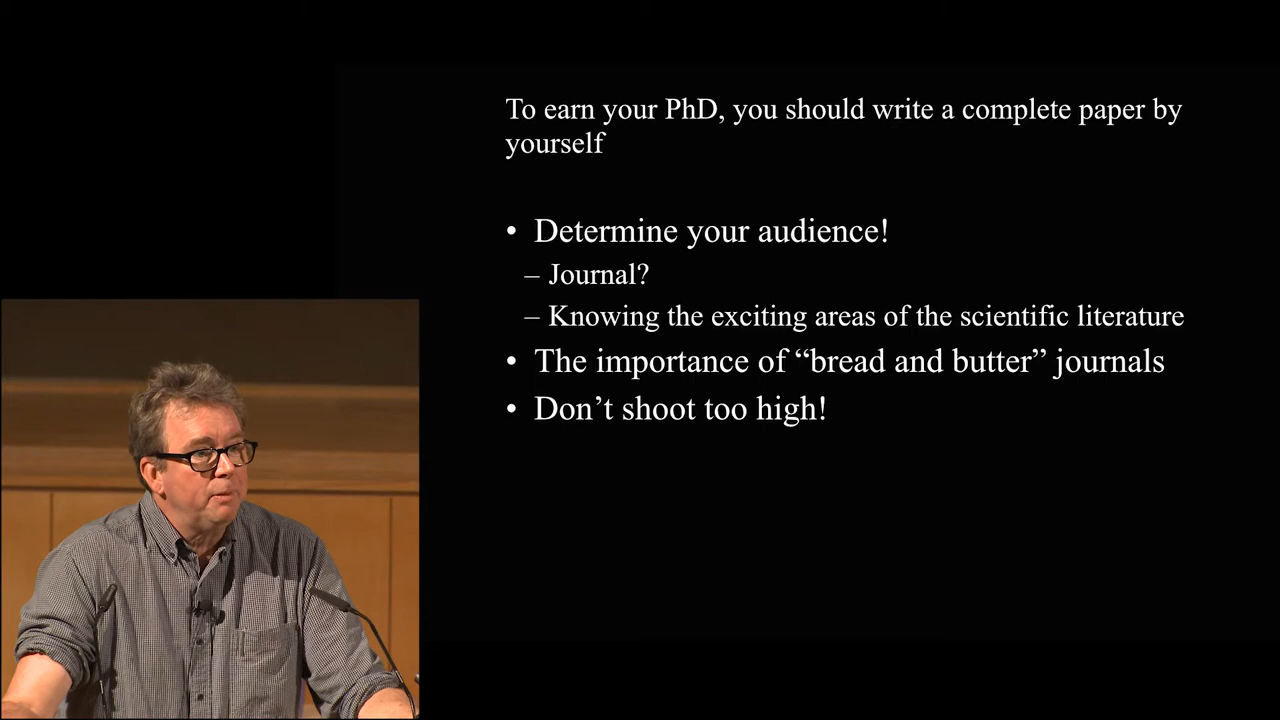 To earn your PhD, you should write a complete paper by
yourself
• Determine your audience!
– Journal?
– Knowing the exciting areas of the scientific literature
• The importance of “bread and butter” journals
• Don’t shoot too high!